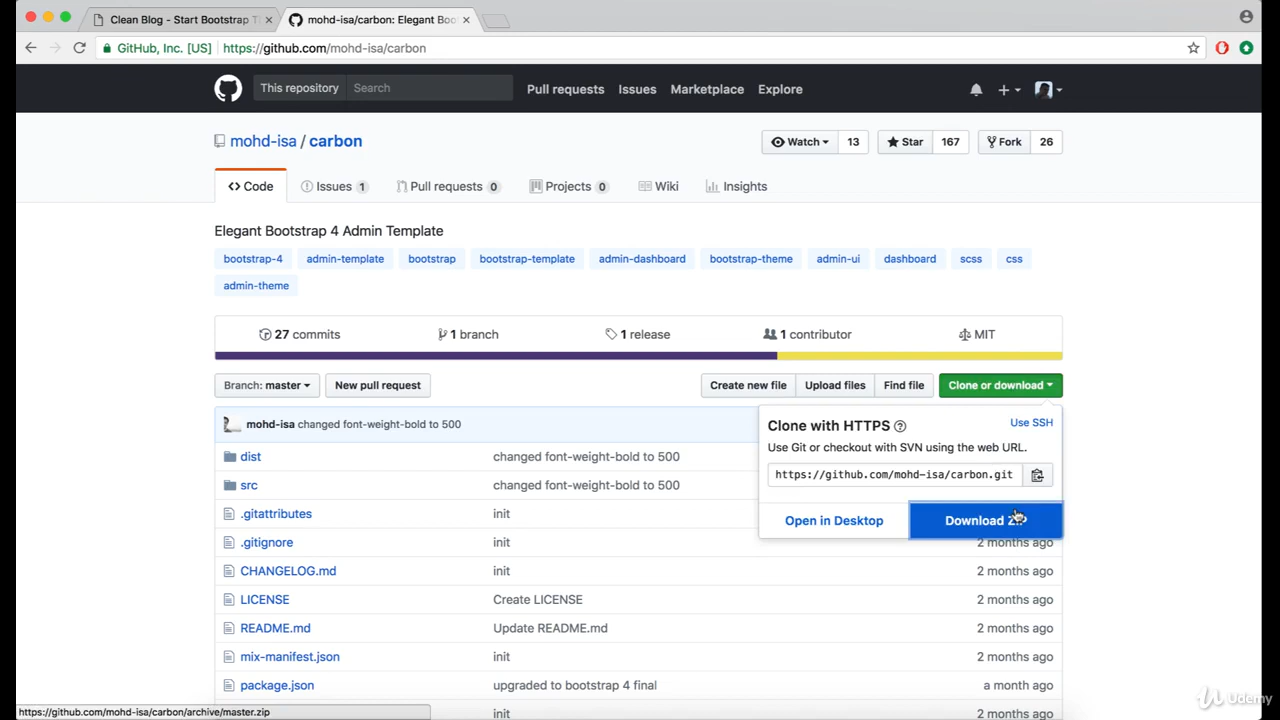 Clean Blog - Start Bootstrap T
mohd-isa/carbon: Elegant Boot
GitHub, Inc. [US] https://github.com/mohd-isa/carbon
This repository Search Pull requests Issues Marketplace Explore
mohd-isa / carbon
Watch 13 Star 167 Fork 26
<> Code Issues 1 Pull requests 0 Projects 0 Wiki Insights
Elegant Bootstrap 4 Admin Template
bootstrap-4 admin-template bootstrap bootstrap-template admin-dashboard bootstrap-theme admin-ui dashboard scss css
admin-theme
27 commits 1 branch 1 release 1 contributor MIT
Branch: master New pull request Create new file Upload files Find file Clone or download
mohd-isa changed font-weight-bold to 500
Clone with HTTPS Use SSH
Use Git or checkout with SVN using the web URL.
https://github.com/mohd-isa/carbon.git
Open in Desktop Download
dist changed font-weight-bold to 500
src changed font-weight-bold to 500
.gitattributes init
.gitignore init 2 months ago
CHANGELOG.md init 2 months ago
LICENSE Create LICENSE 2 months ago
README.md Update README.md 2 months ago
mix-manifest.json init 2 months ago
package.json upgraded to bootstrap 4 final a month ago
init 2 months ago
https://github.com/mohd-isa/carbon/archive/master.zip
Udemy